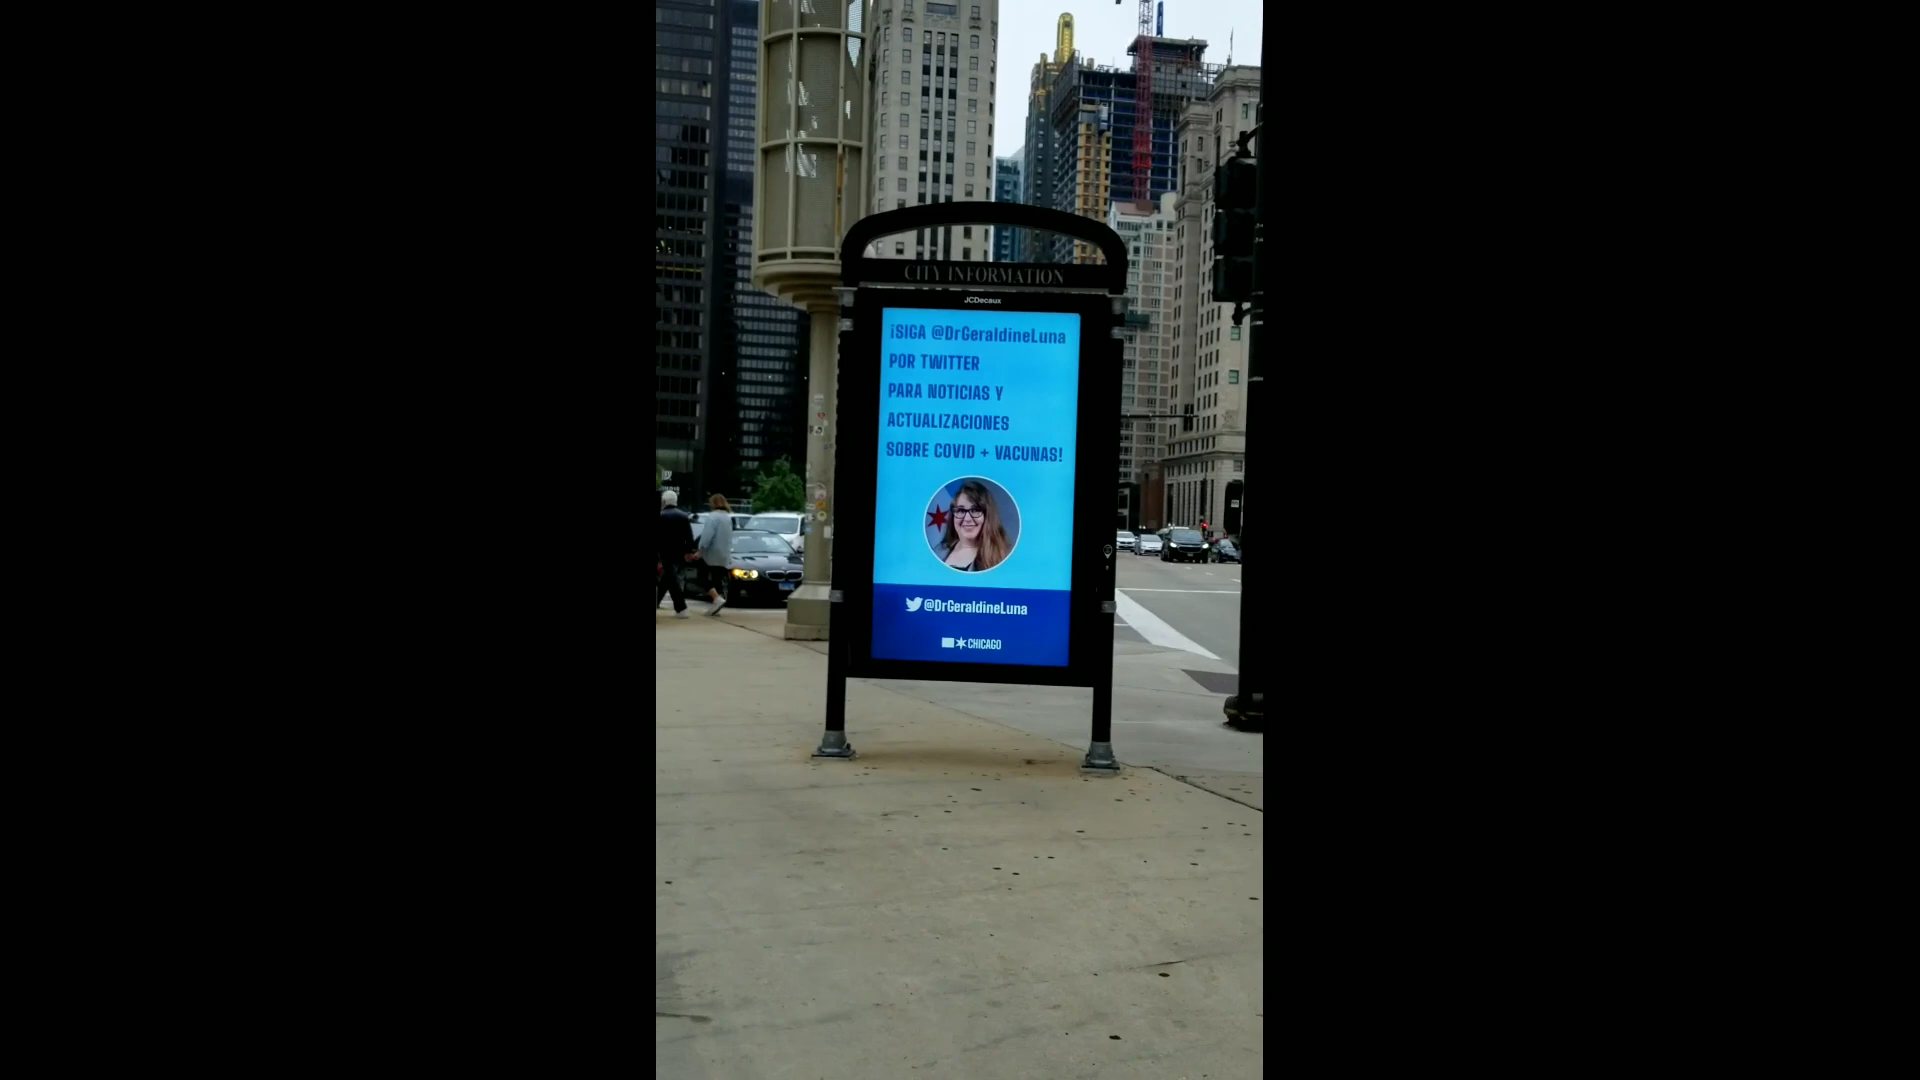 CITY INFORMATION
JCDecaux
¡SIGA @DrGeraldineLuna
POR TWITTER
PARA NOTICIAS Y
ACTUALIZACIONES
SOBRE COVID + VACUNAS!
@DrGeraldineLuna
CHICAGO